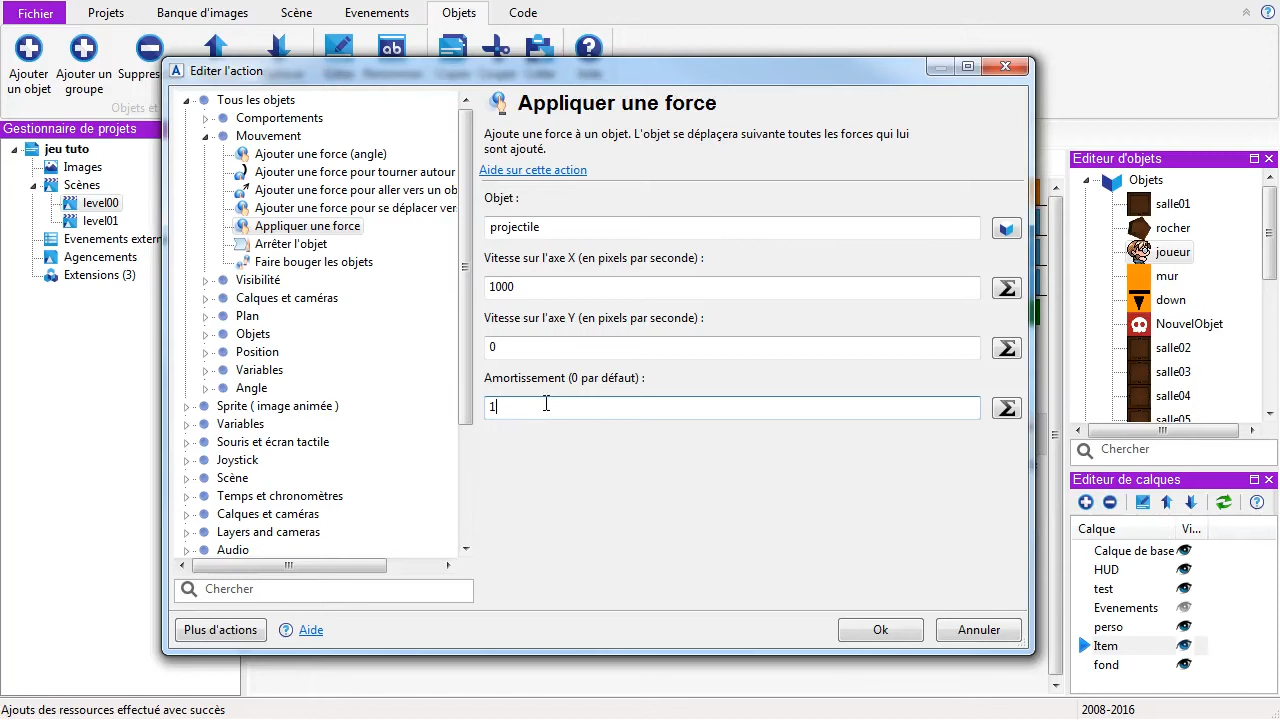 Fichier Projets Banque d'images Scène Evenements Objets Code
Ajouter un objet
Ajouter un groupe
Suppres
Objets et
Gestionnaire de projets
jeu tuto
Images
Scènes
level00
level01
Evenements extern
Agencements
Extensions (3)
Editer l'action
Tous les objets
Comportements
Mouvement
Ajouter une force (angle)
Ajouter une force pour tourner autour
Ajouter une force pour aller vers un ob
Ajouter une force pour se déplacer ver
Appliquer une force
Arrêter l'objet
Faire bouger les objets
Visibilité
Calques et caméras
Plan
Objets
Position
Variables
Angle
Sprite ( image animée )
Variables
Souris et écran tactile
Joystick
Scène
Temps et chronomètres
Calques et caméras
Layers and cameras
Audio
Chercher
Plus d'actions
Aide
Appliquer une force
Ajoute une force à un objet. L'objet se déplacera suivante toutes les forces qui lui
sont ajouté.
Aide sur cette action
Objet :
projectile
Vitesse sur l'axe X (en pixels par seconde) :
1000
Vitesse sur l'axe Y (en pixels par seconde) :
0
Amortissement (0 par défaut) :
1
Ok
Annuler
Editeur d'objets
Objets
salle01
rocher
joueur
mur
down
NouvelObjet
salle02
salle03
salle04
salle05
Chercher
Editeur de calques
Calque Vi...
Calque de base
HUD
test
Evenements
perso
Item
fond
Ajouts des ressources effectué avec succès
2008-2016